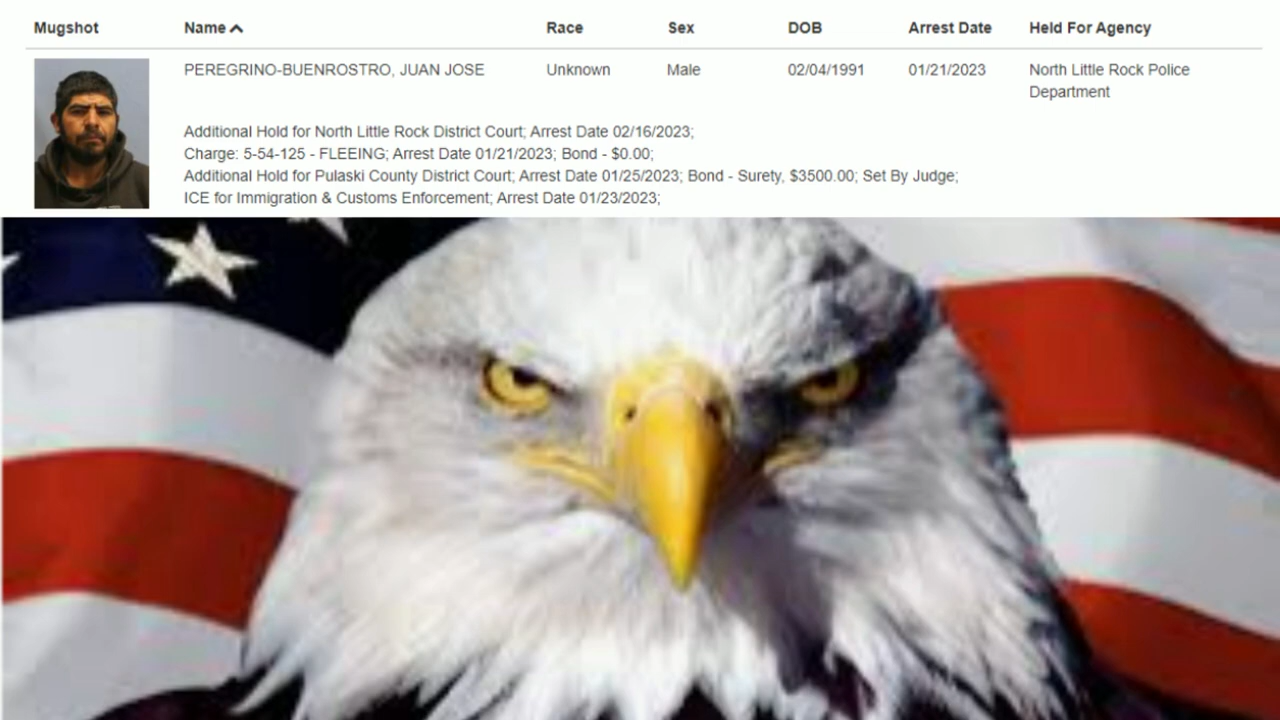 Mugshot Name Race Sex DOB Arrest Date Held For Agency
PEREGRINO-BUENROSTRO, JUAN JOSE Unknown Male 02/04/1991 01/21/2023 North Little Rock Police
Department
Additional Hold for North Little Rock District Court; Arrest Date 02/16/2023;
Charge: 5-54-125 - FLEEING; Arrest Date 01/21/2023; Bond - $0.00;
Additional Hold for Pulaski County District Court; Arrest Date 01/25/2023; Bond - Surety, $3500.00; Set By Judge;
ICE for Immigration & Customs Enforcement; Arrest Date 01/23/2023;